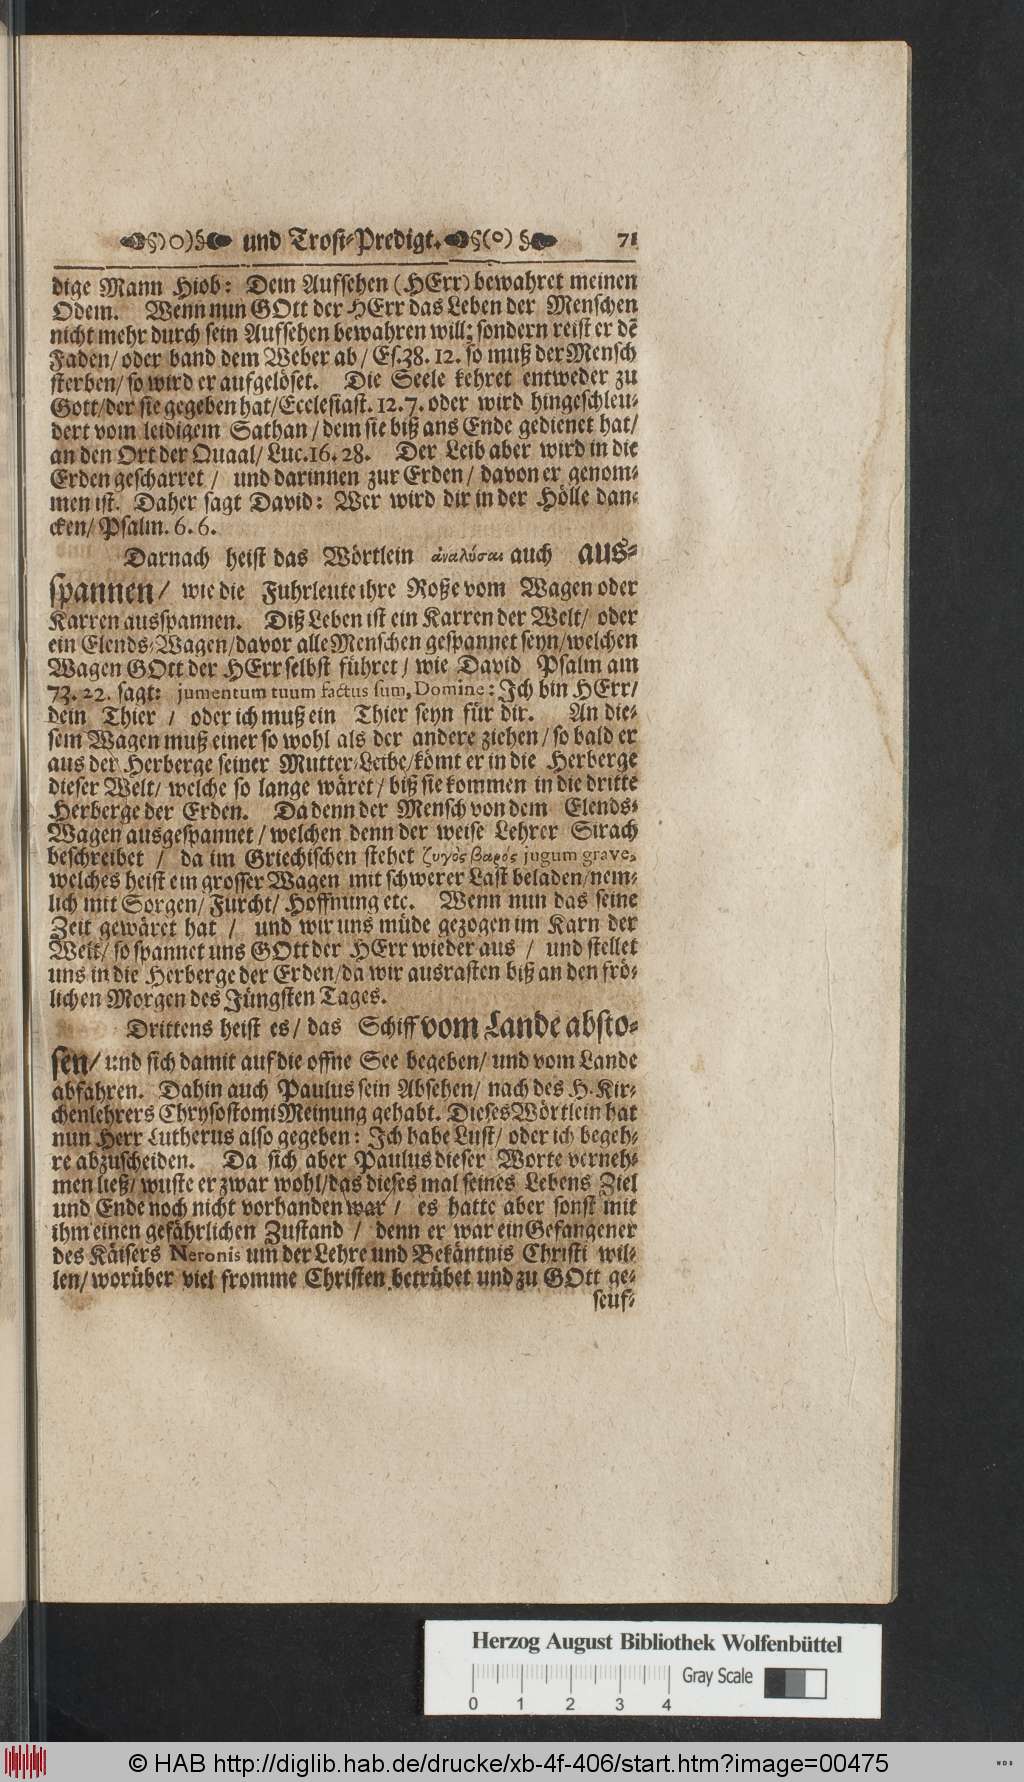 §)○)§ und Trost-Predigt. §(°)§ 71
dige Mann Hiob: Dein Aufsehen (HErr) bewahret meinen
Odem. Wenn nun GOtt der HErr das Leben der Menschen
nicht mehr durch sein Aufsehen bewahren will; sondern reist er dē
Faden/ oder band dem Weber ab/ Es. 38. 12. so muß der Mensch
sterben/ so wird er aufgelöset. Die Seele kehret entweder zu
Gott/ der sie gegeben hat/ Ecclesiast. 12. 7. oder wird hingeschleu-
dert vom leidigem Sathan/ dem sie biß ans Ende gedienet hat/
an den Ort der Quaal/ Luc. 16. 28. Der Leib aber wird in die
Erden gescharret / und darinnen zur Erden/ davon er genom-
men ist. Daher sagt David: Wer wird dir in der Hölle dan-
cken/ Psalm. 6. 6.
Darnach heist das Wörtlein ἀναλῦσαι auch aus-
spannen/ wie die Fuhrleute ihre Roße vom Wagen oder
Karren ausspannen. Diß Leben ist ein Karren der Welt/ oder
ein Elends-Wagen/ davor alle Menschen gespannet seyn/ welchen
Wagen GOtt der HErr selbst führet/ wie David Psalm am
73. 22. sagt: jumentum tuum factus sum, Domine: Ich bin HErr/
dein Thier / oder ich muß ein Thier seyn für dir. An die-
sem Wagen muß einer so wohl als der andere ziehen/ so bald er
aus der Herberge seiner Mutter-Leibe/ kömt er in die Herberge
dieser Welt/ welche so lange wäret/ biß sie kommen in die dritte
Herberge der Erden. Da denn der Mensch von dem Elends-
Wagen ausgespannet/ welchen denn der weise Lehrer Sirach
beschreibet / da im Griechischen stehet ζυγὸς βαρὺς jugum grave,
welches heist ein grosser Wagen mit schwerer Last beladen/ nem-
lich mit Sorgen/ Furcht/ Hoffnung etc. Wenn nun das seine
Zeit gewäret hat / und wir uns müde gezogen im Karn der
Welt/ so spannet uns GOtt der HErr wieder aus / und stellet
uns in die Herberge der Erden/ da wir ausrasten biß an den frö-
lichen Morgen des Jüngsten Tages.
Drittens heist es/ das Schiff vom Lande absto-
sen/ und sich damit auf die offne See begeben/ und vom Lande
abfahren. Dahin auch Paulus sein Absehen/ nach des H. Kir-
chenlehrers Chrysostomi Meinung gehabt. Dieses Wörtlein hat
nun Herr Lutherus also gegeben: Ich habe Lust/ oder ich begeh-
re abzuscheiden. Da sich aber Paulus dieser Worte verneh-
men ließ/ wuste er zwar wohl/ das dieses mal seines Lebens Ziel
und Ende noch nicht vorhanden war / es hatte aber sonst mit
ihm einen gefährlichen Zustand / denn er war ein Gefangener
des Käisers Neronis um der Lehre und Bekäntnis Christi wil-
len/ worüber viel fromme Christen betrübet und zu GOtt ge-
seuf-
Herzog August Bibliothek Wolfenbüttel
Gray Scale
0 1 2 3 4
© HAB http://diglib.hab.de/drucke/xb-4f-406/start.htm?image=00475